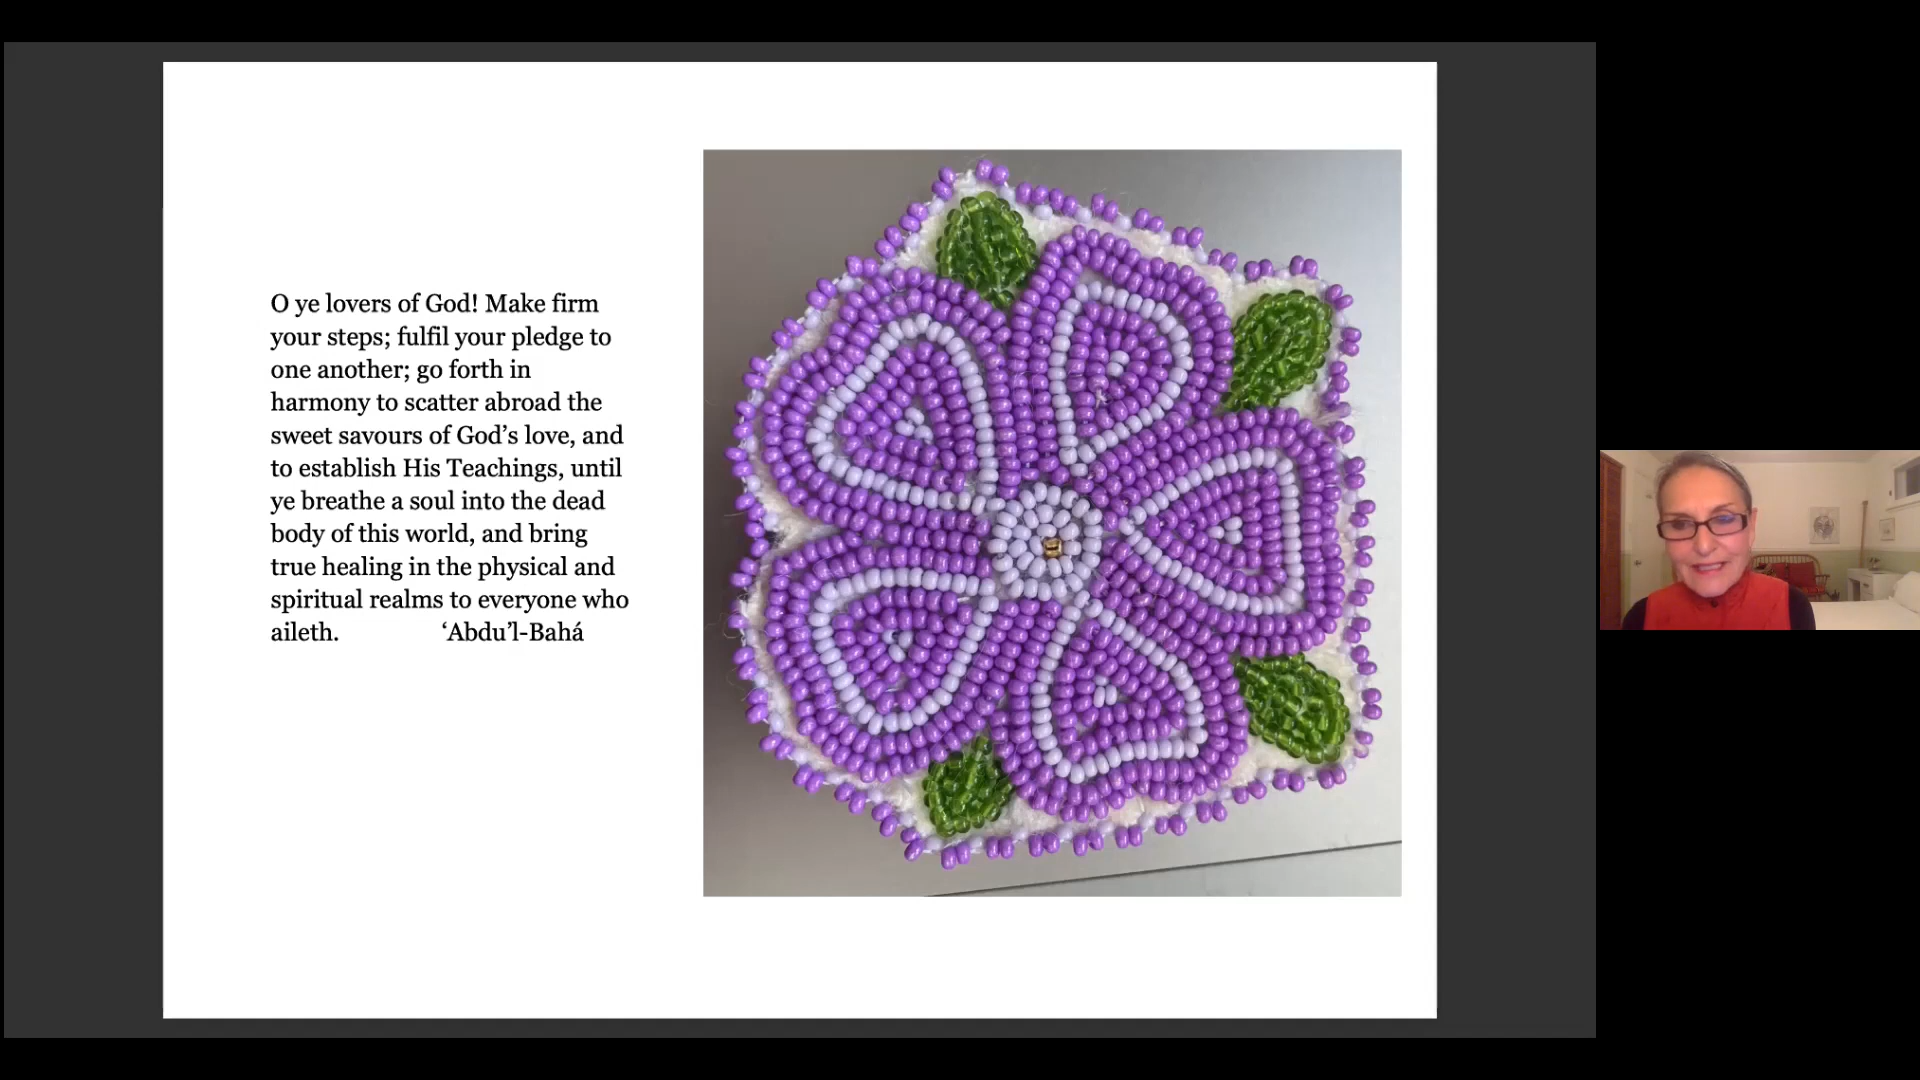 O ye lovers of God! Make firm
your steps; fulfil your pledge to
one another; go forth in
harmony to scatter abroad the
sweet savours of God’s love, and
to establish His Teachings, until
ye breathe a soul into the dead
body of this world, and bring
true healing in the physical and
spiritual realms to everyone who
aileth. ‘Abdu’l-Bahá